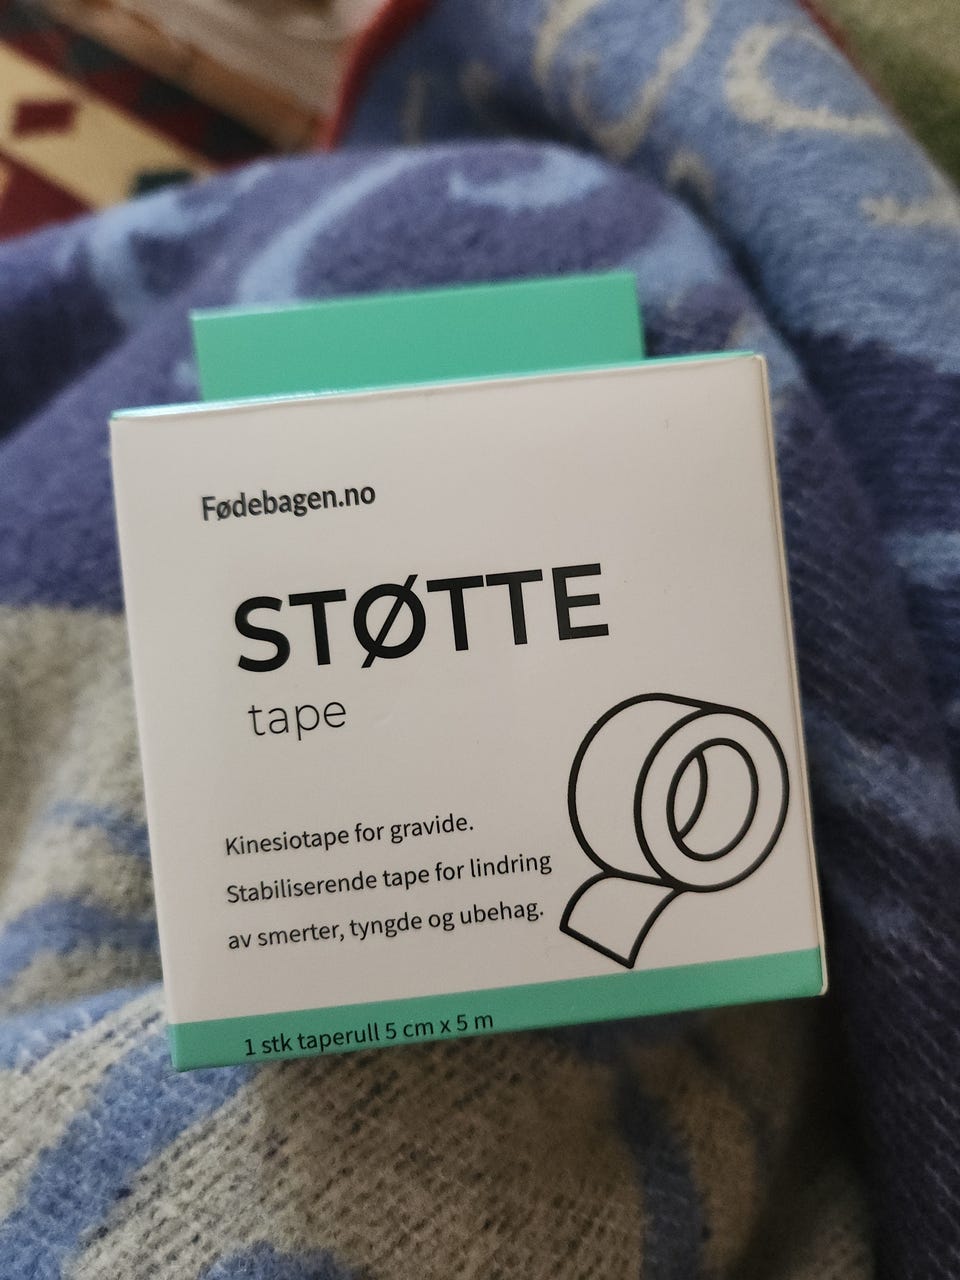 Fødebagen.no
STØTTE
tape
Kinesiotape for gravide.
Stabiliserende tape for lindring
av smerter, tyngde og ubehag.
1 stk taperull 5 cm x 5 m